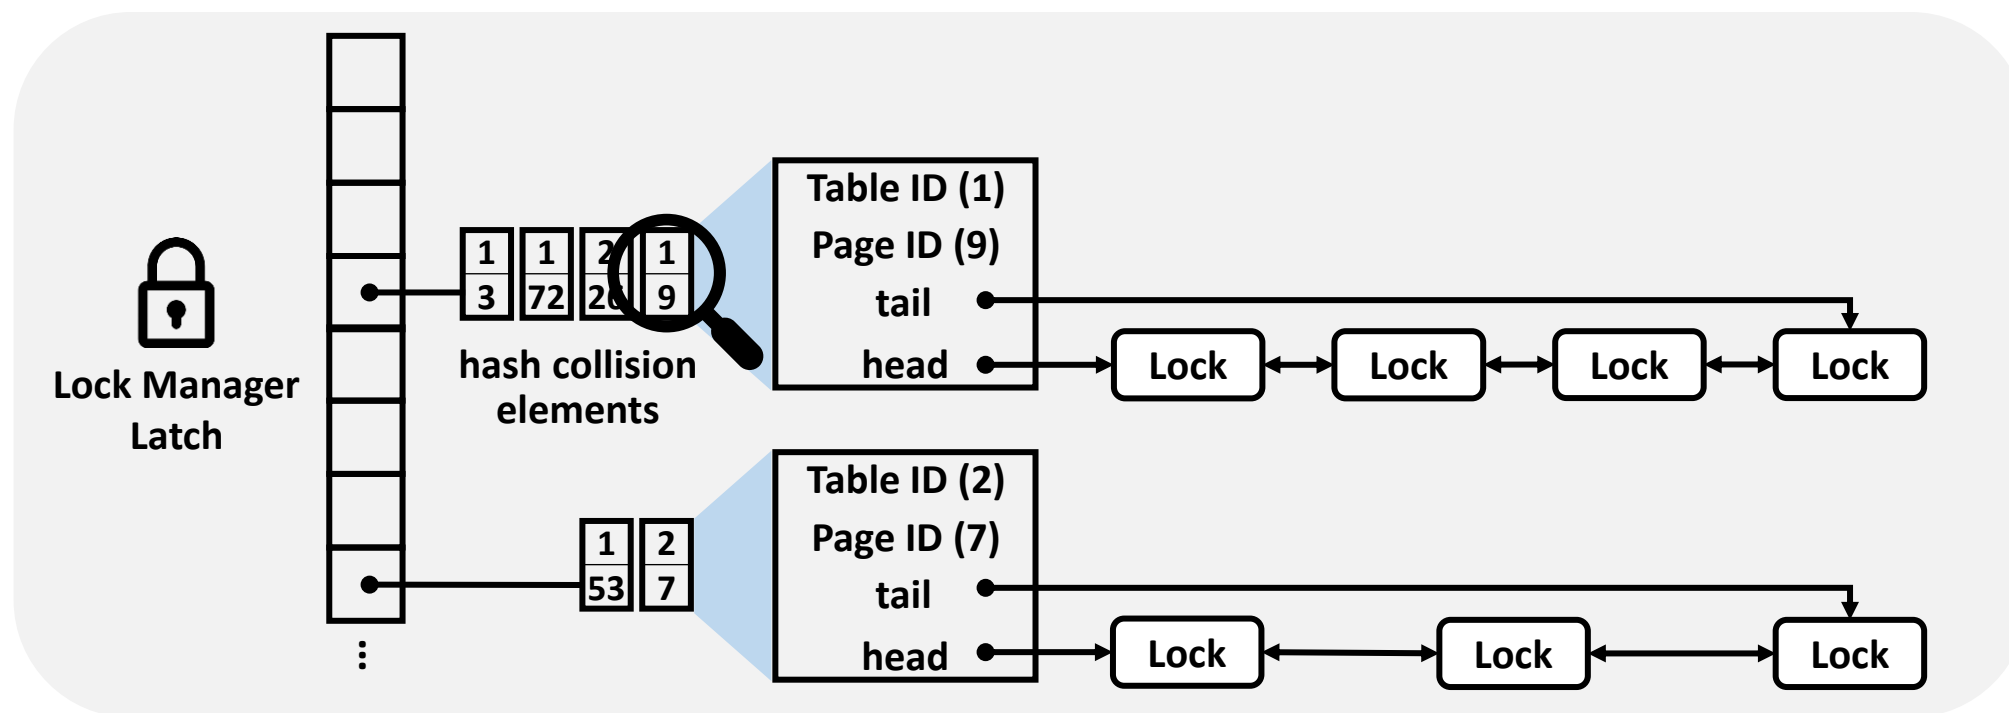 Lock Manager
Latch
1 1 2 1
3 72 26 9
hash collision
elements
Table ID (1)
Page ID (9)
tail
head
Lock Lock Lock Lock
1 2
53 7
Table ID (2)
Page ID (7)
tail
head
Lock Lock Lock
...